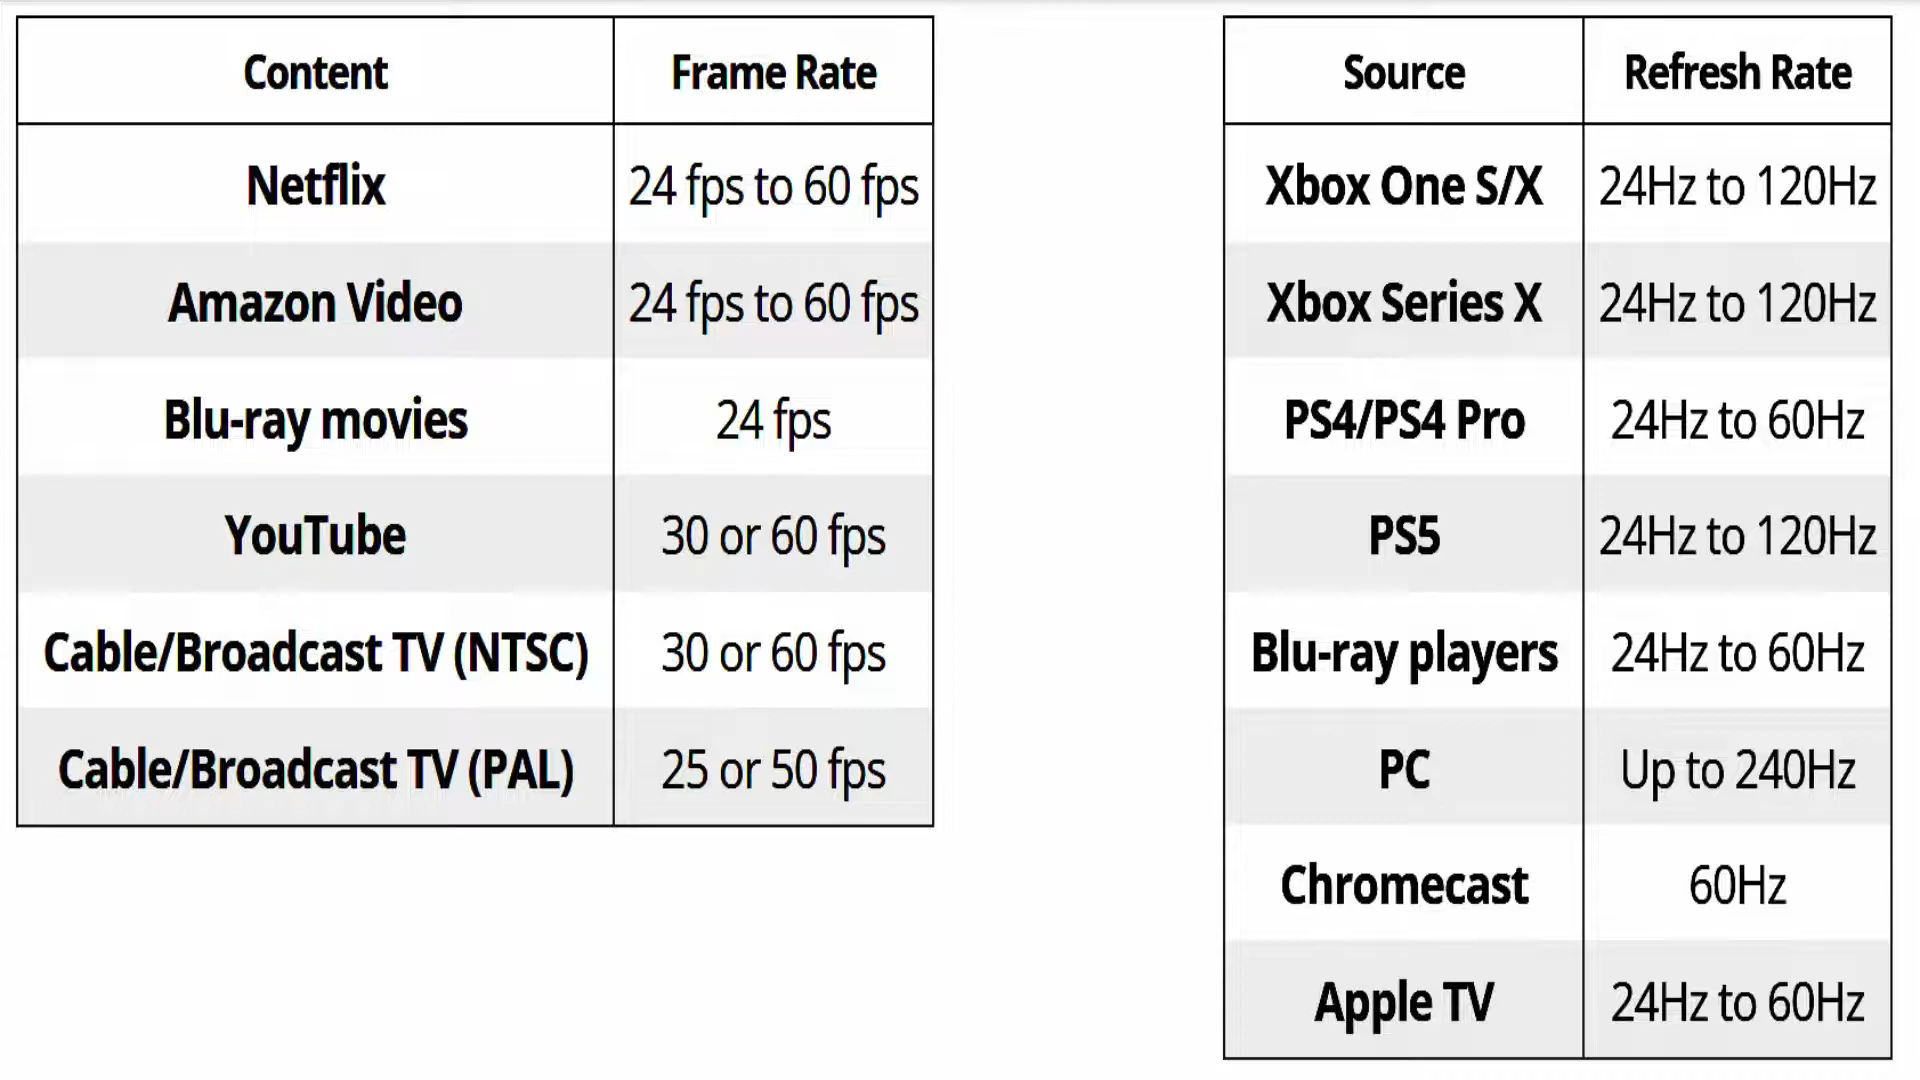 Content Frame Rate
Netflix 24 fps to 60 fps
Amazon Video 24 fps to 60 fps
Blu-ray movies 24 fps
YouTube 30 or 60 fps
Cable/Broadcast TV (NTSC) 30 or 60 fps
Cable/Broadcast TV (PAL) 25 or 50 fps
Source Refresh Rate
Xbox One S/X 24Hz to 120Hz
Xbox Series X 24Hz to 120Hz
PS4/PS4 Pro 24Hz to 60Hz
PS5 24Hz to 120Hz
Blu-ray players 24Hz to 60Hz
PC Up to 240Hz
Chromecast 60Hz
Apple TV 24Hz to 60Hz